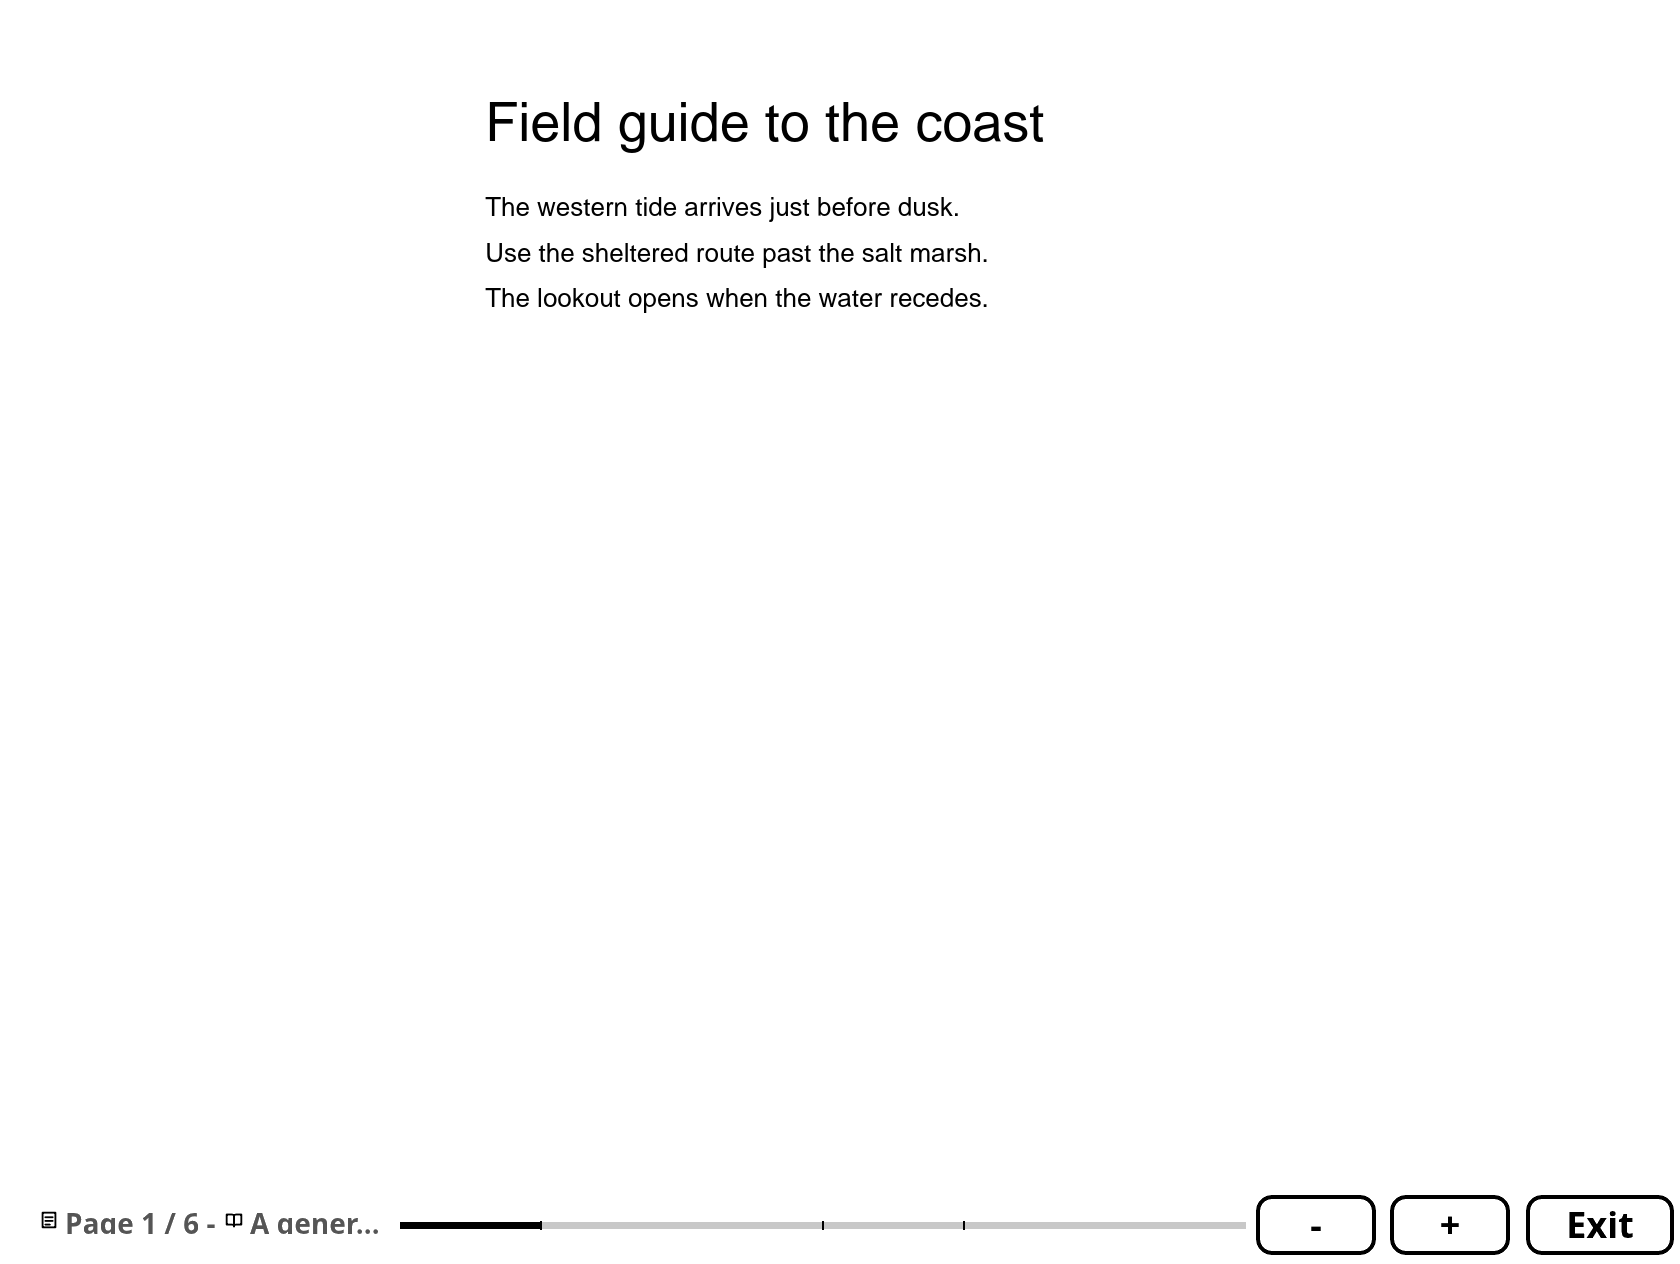 Field guide to the coast
The western tide arrives just before dusk.
Use the sheltered route past the salt marsh.
The lookout opens when the water recedes.
Page 1 / 6 - A gener...
- + Exit